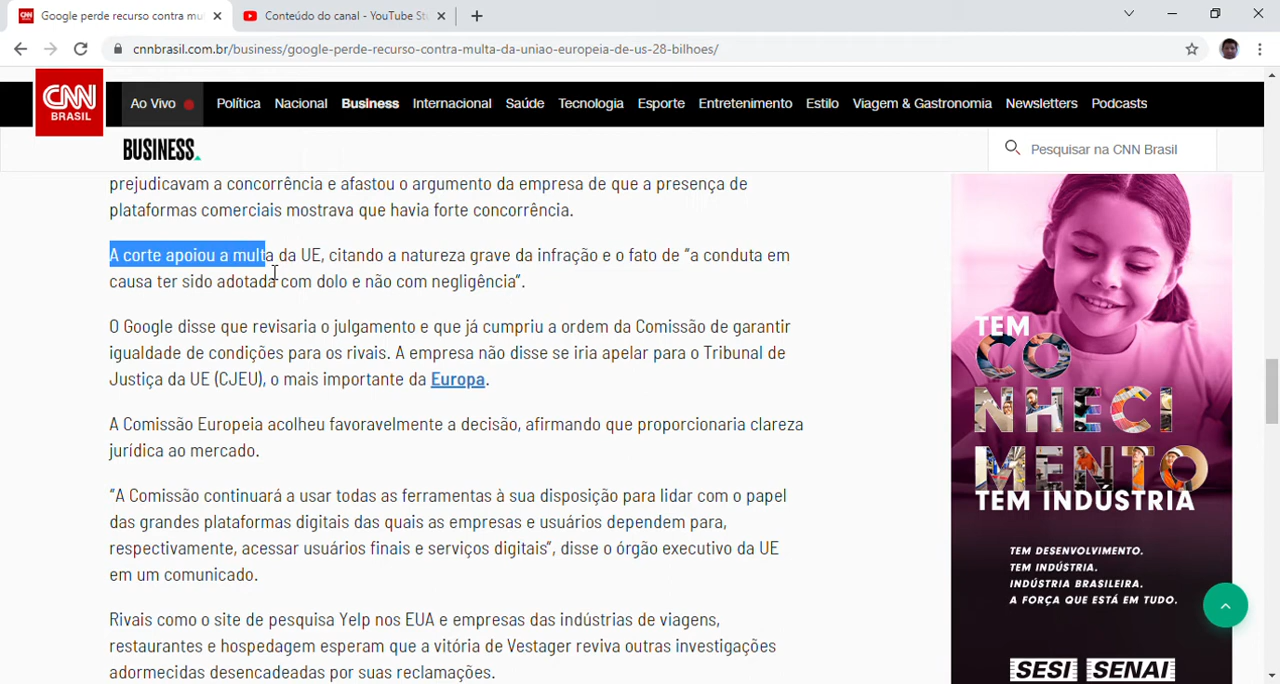 CNN Google perde recurso contra mu
Conteúdo do canal - YouTube St
cnnbrasil.com.br/business/google-perde-recurso-contra-multa-da-uniao-europeia-de-us-28-bilhoes/
CNN
BRASIL
Ao Vivo
Política
Nacional
Business
Internacional
Saúde
Tecnologia
Esporte
Entretenimento
Estilo
Viagem & Gastronomia
Newsletters
Podcasts
BUSINESS
Pesquisar na CNN Brasil
prejudicavam a concorrência e afastou o argumento da empresa de que a presença de
plataformas comerciais mostrava que havia forte concorrência.
A corte apoiou a multa da UE, citando a natureza grave da infração e o fato de “a conduta em
causa ter sido adotada com dolo e não com negligência”.
O Google disse que revisaria o julgamento e que já cumpriu a ordem da Comissão de garantir
igualdade de condições para os rivais. A empresa não disse se iria apelar para o Tribunal de
Justiça da UE (CJEU), o mais importante da Europa.
A Comissão Europeia acolheu favoravelmente a decisão, afirmando que proporcionaria clareza
jurídica ao mercado.
“A Comissão continuará a usar todas as ferramentas à sua disposição para lidar com o papel
das grandes plataformas digitais das quais as empresas e usuários dependem para,
respectivamente, acessar usuários finais e serviços digitais”, disse o órgão executivo da UE
em um comunicado.
Rivais como o site de pesquisa Yelp nos EUA e empresas das indústrias de viagens,
restaurantes e hospedagem esperam que a vitória de Vestager reviva outras investigações
adormecidas desencadeadas por suas reclamações.
TEM
CO
NHECI
MENTO
TEM INDÚSTRIA
TEM DESENVOLVIMENTO.
TEM INDÚSTRIA.
INDÚSTRIA BRASILEIRA.
A FORÇA QUE ESTÁ EM TUDO.
SESI SENAI